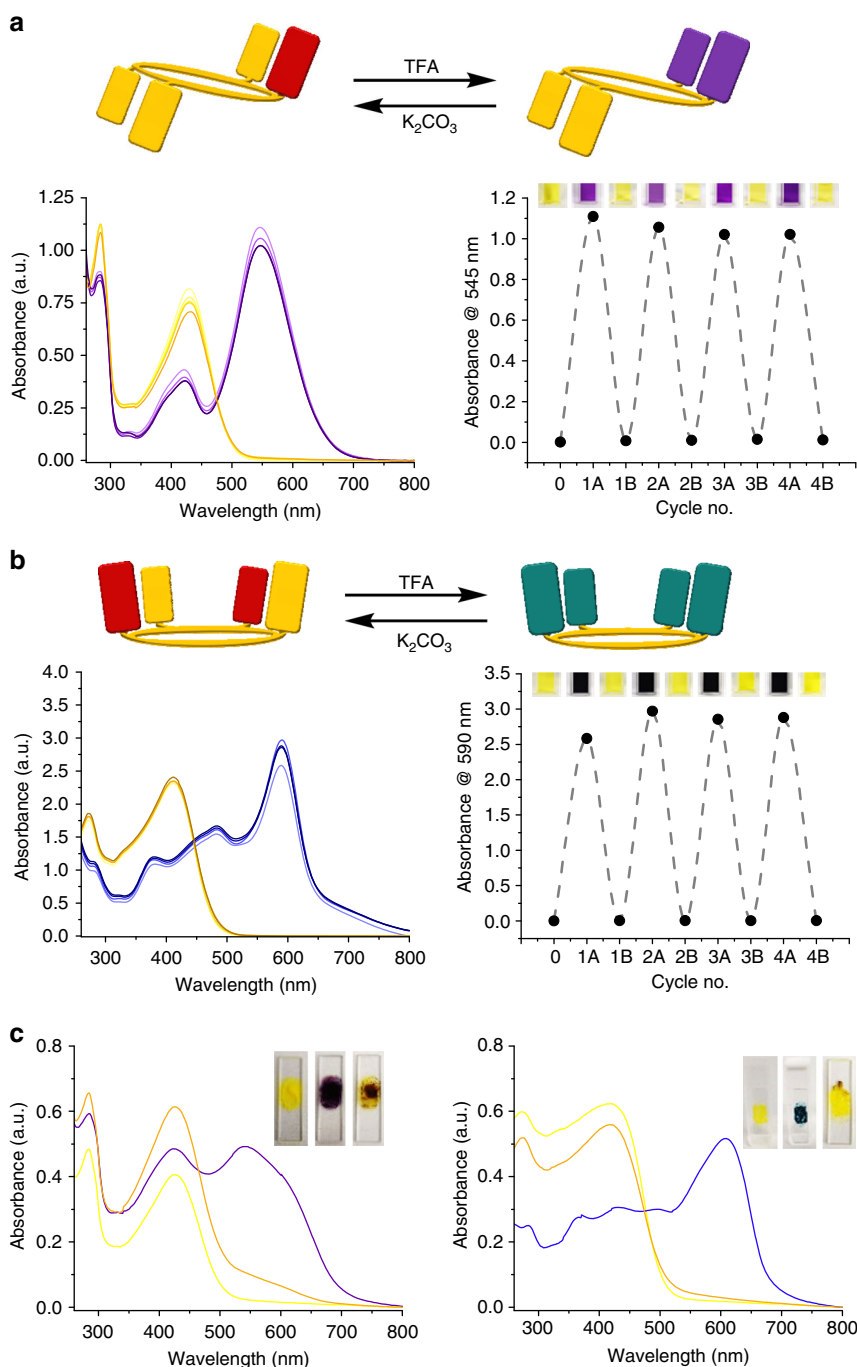 a
TFA
K₂CO₃
1.25
1.00
0.75
0.50
0.25
0.00
Absorbance (a.u.)
300 400 500 600 700 800
Wavelength (nm)
1.2
1.0
0.8
0.6
0.4
0.2
0.0
Absorbance @ 545 nm
0 1A 1B 2A 2B 3A 3B 4A 4B
Cycle no.
b
TFA
K₂CO₃
4.0
3.5
3.0
2.5
2.0
1.5
1.0
0.5
0.0
Absorbance (a.u.)
300 400 500 600 700 800
Wavelength (nm)
3.5
3.0
2.5
2.0
1.5
1.0
0.5
0.0
Absorbance @ 590 nm
0 1A 1B 2A 2B 3A 3B 4A 4B
Cycle no.
c
0.8
0.6
0.4
0.2
0.0
Absorbance (a.u.)
300 400 500 600 700 800
Wavelength (nm)
0.8
0.6
0.4
0.2
0.0
Absorbance (a.u.)
300 400 500 600 700 800
Wavelength (nm)